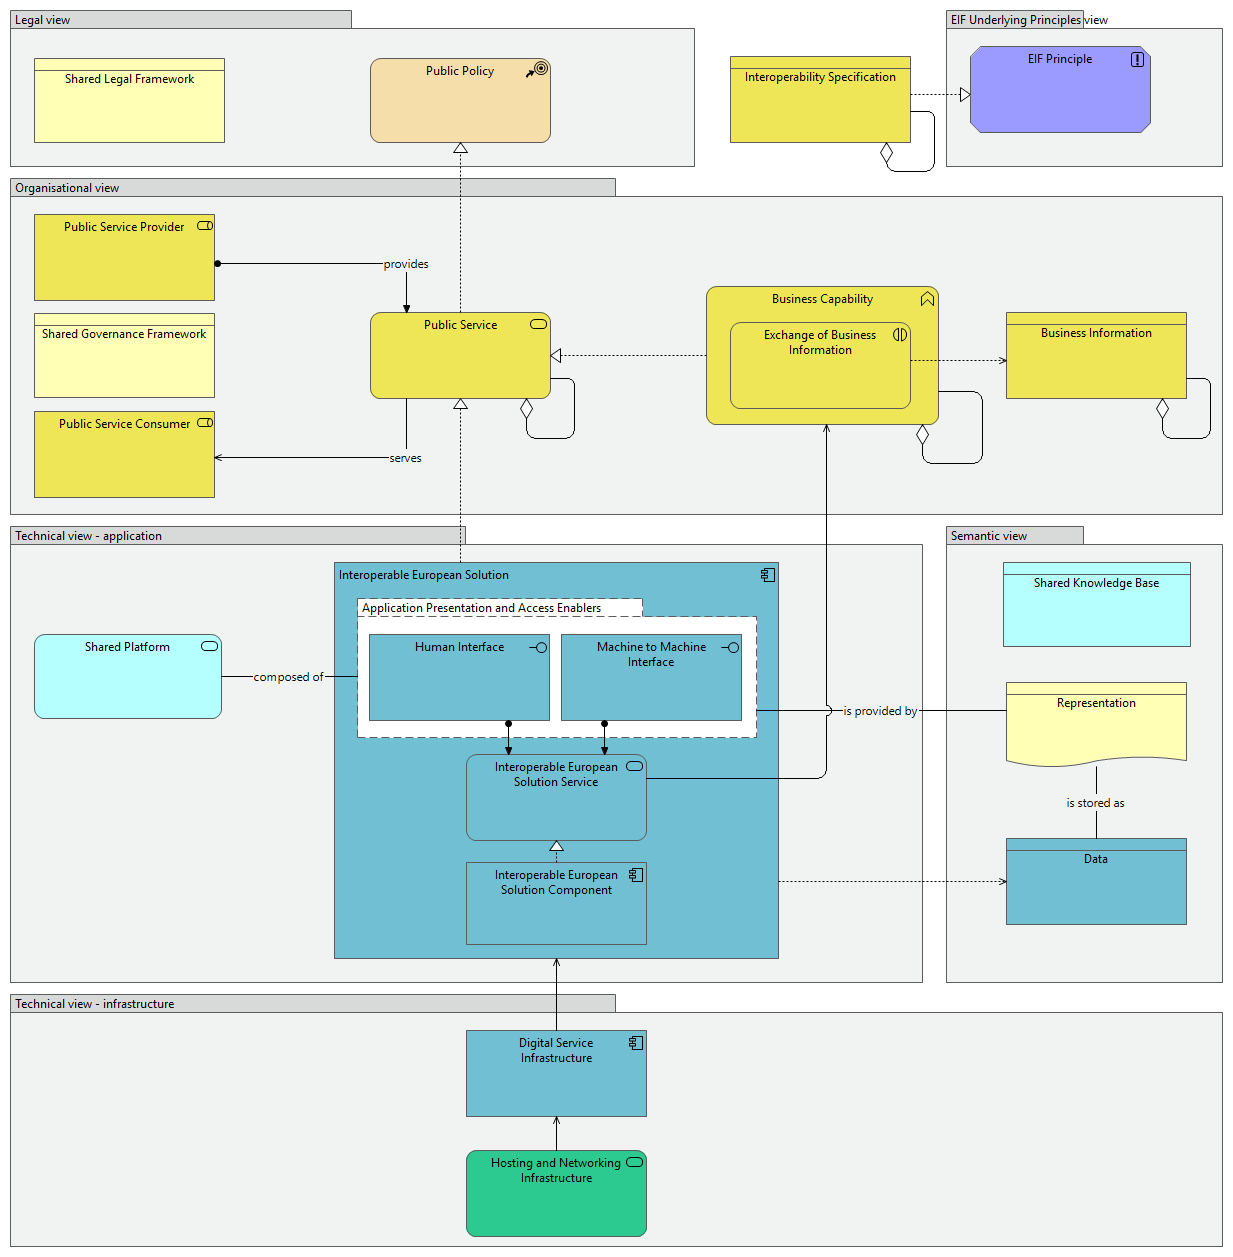 Legal view
EIF Underlying Principles view
Shared Legal Framework
Public Policy
Interoperability Specification
EIF Principle
Organisational view
Public Service Provider
provides
Shared Governance Framework
Public Service
Business Capability
Exchange of Business
Information
Business Information
Public Service Consumer
serves
Technical view - application
Semantic view
Interoperable European Solution
Shared Knowledge Base
Application Presentation and Access Enablers
Shared Platform
composed of
Human Interface
Machine to Machine
Interface
is provided by
Representation
Interoperable European
Solution Service
is stored as
Interoperable European
Solution Component
Data
Technical view - infrastructure
Digital Service
Infrastructure
Hosting and Networking
Infrastructure